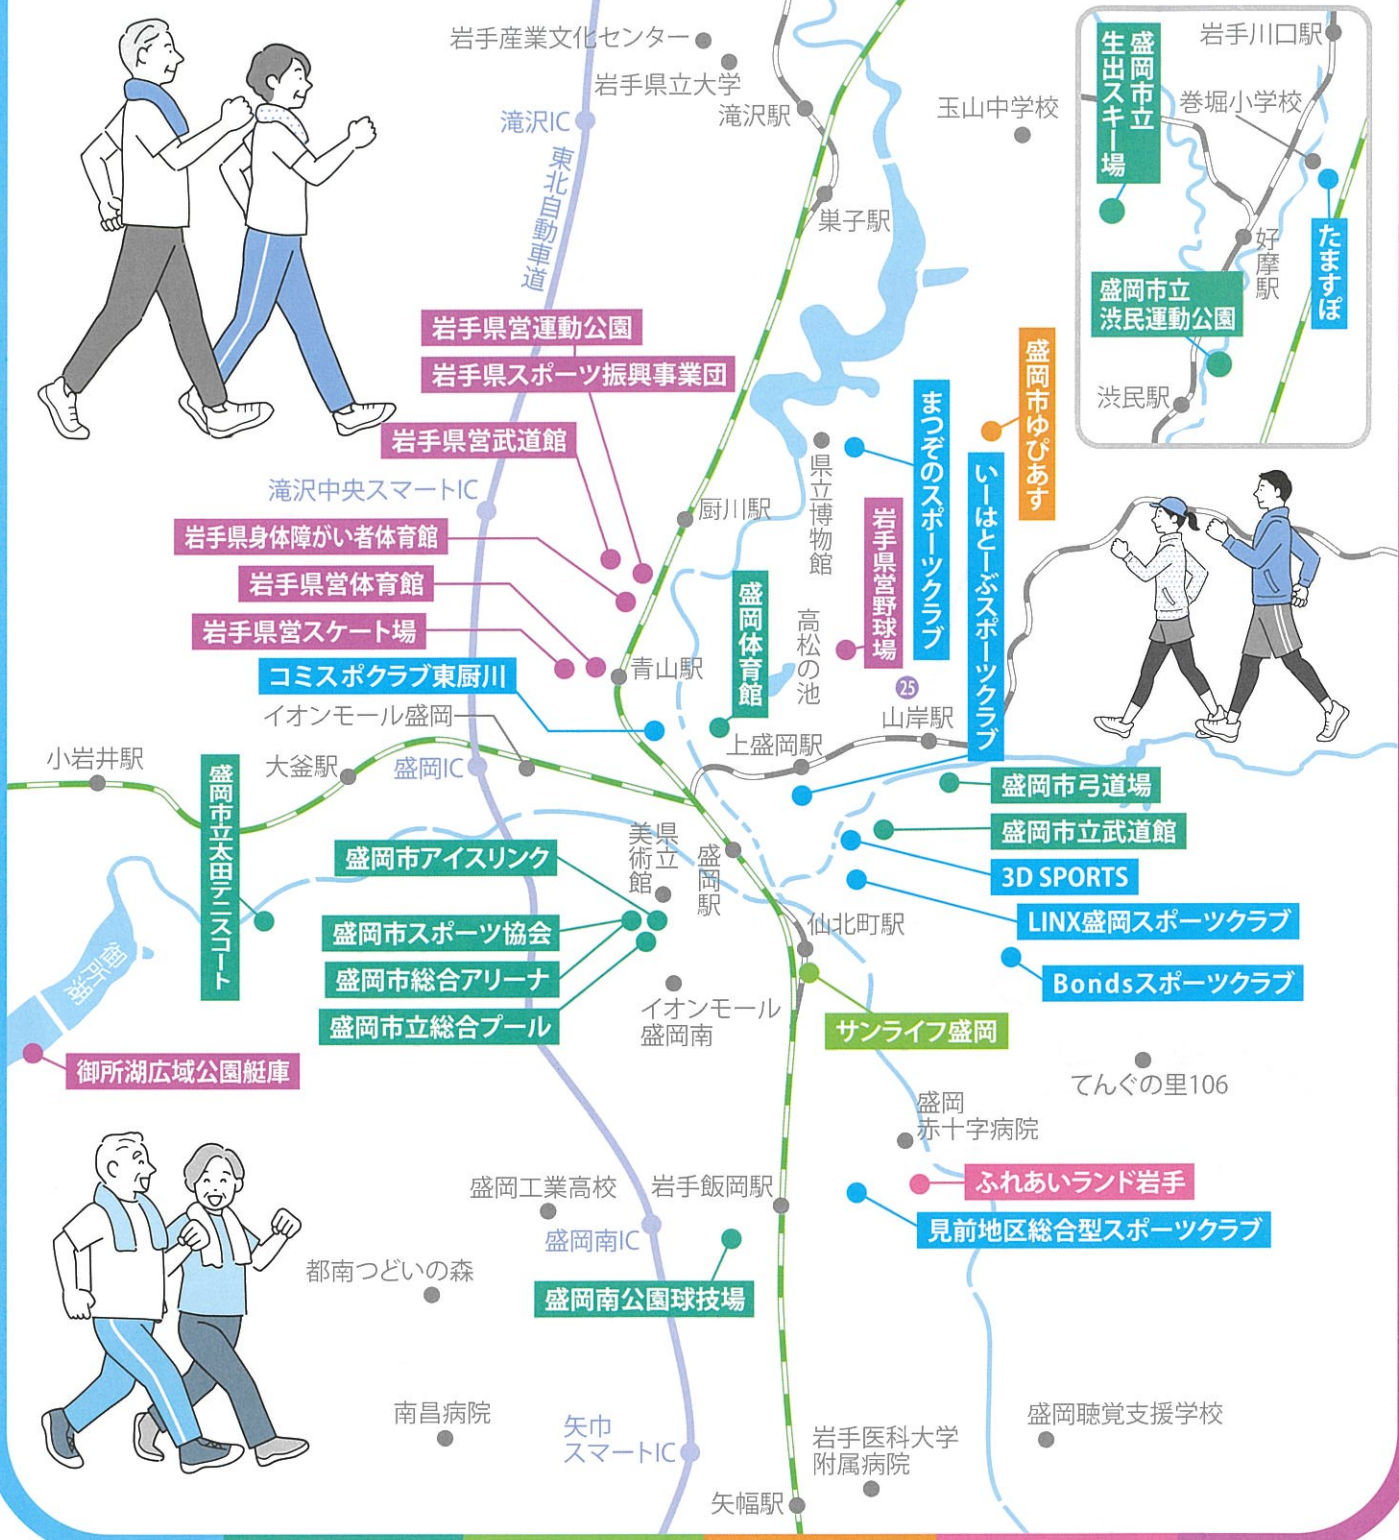 岩手産業文化センター
岩手県立大学
滝沢IC
滝沢駅
玉山中学校
東北自動車道
巣子駅
盛岡市立
生出スキー場
岩手川口駅
巻堀小学校
たますぽ
好摩駅
盛岡市立
渋民運動公園
渋民駅
岩手県営運動公園
岩手県スポーツ振興事業団
岩手県営武道館
滝沢中央スマートIC
厨川駅
県立博物館
まつぞのスポーツクラブ
盛岡市ゆぴあす
いーはとーぶスポーツクラブ
岩手県営野球場
岩手県身体障がい者体育館
岩手県営体育館
岩手県営スケート場
盛岡体育館
高松の池
コミスポクラブ東厨川
青山駅
25
イオンモール盛岡
山岸駅
上盛岡駅
小岩井駅
大釜駅
盛岡IC
盛岡市立太田テニスコート
盛岡市弓道場
盛岡市立武道館
3D SPORTS
LINX盛岡スポーツクラブ
Bondsスポーツクラブ
県立
美術館
盛岡駅
盛岡市アイスリンク
盛岡市スポーツ協会
盛岡市総合アリーナ
盛岡市立総合プール
仙北町駅
御所湖
イオンモール
盛岡南
サンライフ盛岡
御所湖広域公園艇庫
てんぐの里106
盛岡
赤十字病院
盛岡工業高校
岩手飯岡駅
ふれあいランド岩手
見前地区総合型スポーツクラブ
盛岡南IC
都南つどいの森
盛岡南公園球技場
南昌病院
矢巾
スマートIC
岩手医科大学
附属病院
盛岡聴覚支援学校
矢幅駅